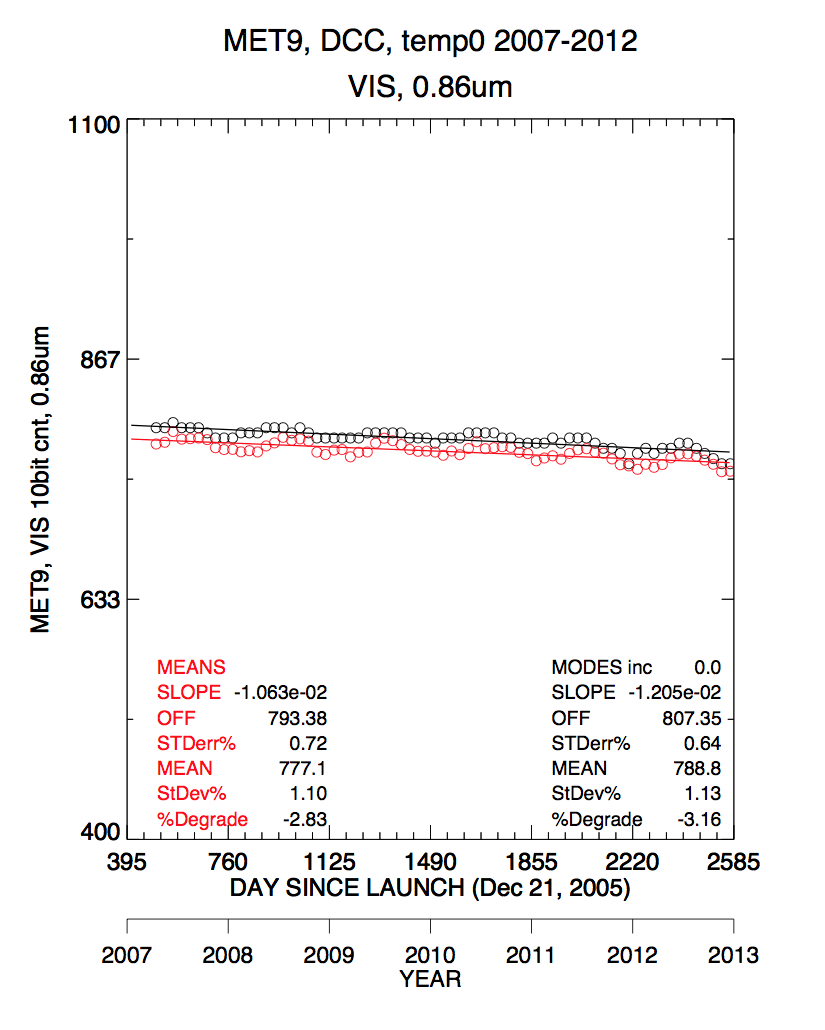 MET9, DCC, temp0 2007-2012
VIS, 0.86um
1100
867
633
400
MET9, VIS 10bit cnt, 0.86um
MEANS
SLOPE -1.063e-02
OFF 793.38
STDerr% 0.72
MEAN 777.1
StDev% 1.10
%Degrade -2.83
MODES inc 0.0
SLOPE -1.205e-02
OFF 807.35
STDerr% 0.64
MEAN 788.8
StDev% 1.13
%Degrade -3.16
395 760 1125 1490 1855 2220 2585
DAY SINCE LAUNCH (Dec 21, 2005)
2007 2008 2009 2010 2011 2012 2013
YEAR